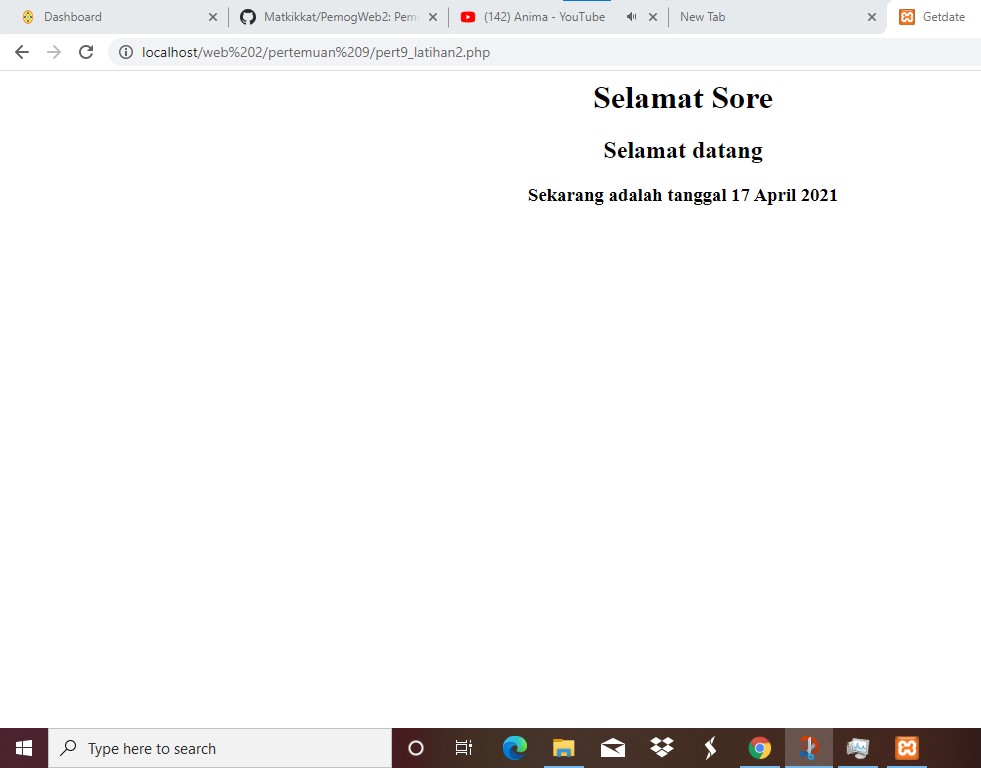 Dashboard
Matkikkat/PemogWeb2: Pem
(142) Anima - YouTube
New Tab
Getdate
localhost/web%202/pertemuan%209/pert9_latihan2.php
Selamat Sore
Selamat datang
Sekarang adalah tanggal 17 April 2021
Type here to search